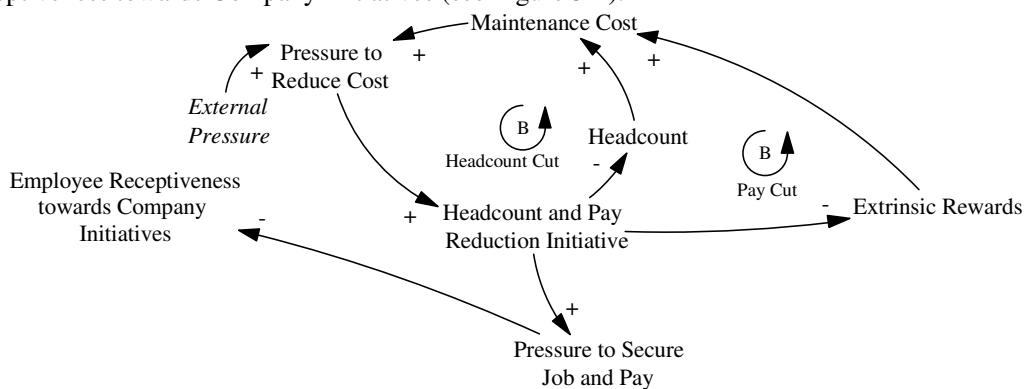 Maintenance Cost
+
+
+
Pressure to
Reduce Cost
+
External
Pressure
B
Headcount Cut
Headcount
-
B
Pay Cut
Employee Receptiveness
towards Company
Initiatives
-
+
Headcount and Pay
Reduction Initiative
-
Extrinsic Rewards
+
Pressure to Secure
Job and Pay